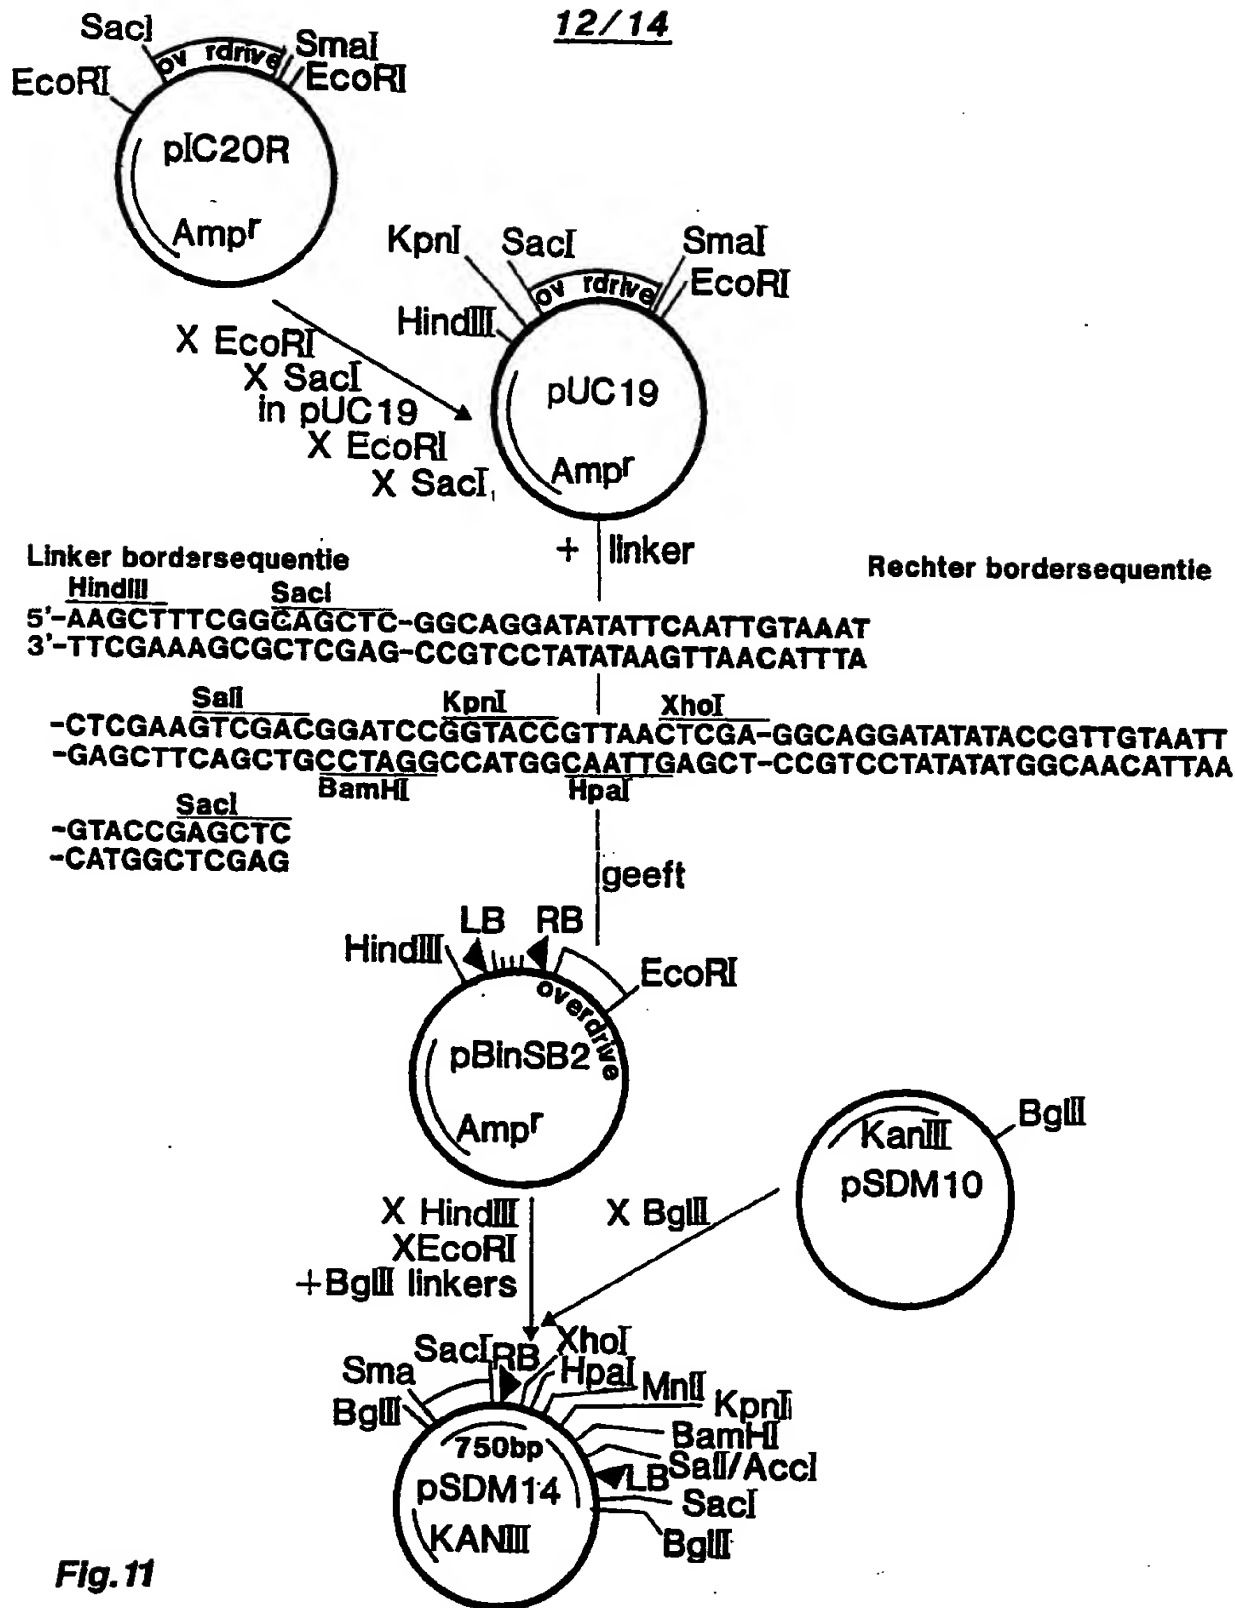 12/14
SacI
ov rdrive
SmaI
EcoRI
EcoRI
pIC20R
Ampr
KpnI
SacI
SmaI
ov rdrive
EcoRI
HindIII
X EcoRI
X SacI
in pUC19
X EcoRI
X SacI
pUC19
Ampr
+ linker
Linker bordersequentie
Rechter bordersequentie
HindIII SacI
5'-AAGCTTTCGGCAGCTC-GGCAGGATATATTCAATTGTAAAT
3'-TTCGAAAGCGCTCGAG-CCGTCCTATATAAGTTAACATTTA
SalI KpnI XhoI
-CTCGAAGTCGACGGATCCGGTACCGTTAACTCGA-GGCAGGATATATACCGTTGTAATT
-GAGCTTCAGCTGCCTAGGCCATGGCAATTGAGCT-CCGTCCTATATATGGCAACATTAA
BamHI HpaI
SacI
-GTACCGAGCTC
-CATGGCTCGAG
geeft
LB RB
HindIII
EcoRI
overdrive
pBinSB2
Ampr
KanIII
BglII
pSDM10
X HindIII
XEcoRI
+BglII linkers
X BglII
SacI
RB
XhoI
HpaI
Sma
MnlI
BglII
KpnI
BamHI
750bp
SalI/AccI
LB
pSDM14
SacI
KANIII
BglII
Fig.11